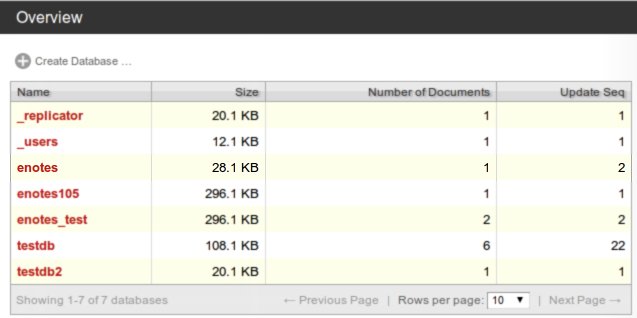 Overview
Create Database ...
Name Size Number of Documents Update Seq
_replicator 20.1 KB 1 1
_users 12.1 KB 1 1
enotes 28.1 KB 1 2
enotes105 296.1 KB 1 1
enotes_test 296.1 KB 2 2
testdb 108.1 KB 6 22
testdb2 20.1 KB 1 1
Showing 1-7 of 7 databases ← Previous Page | Rows per page: 10 ▼ | Next Page →